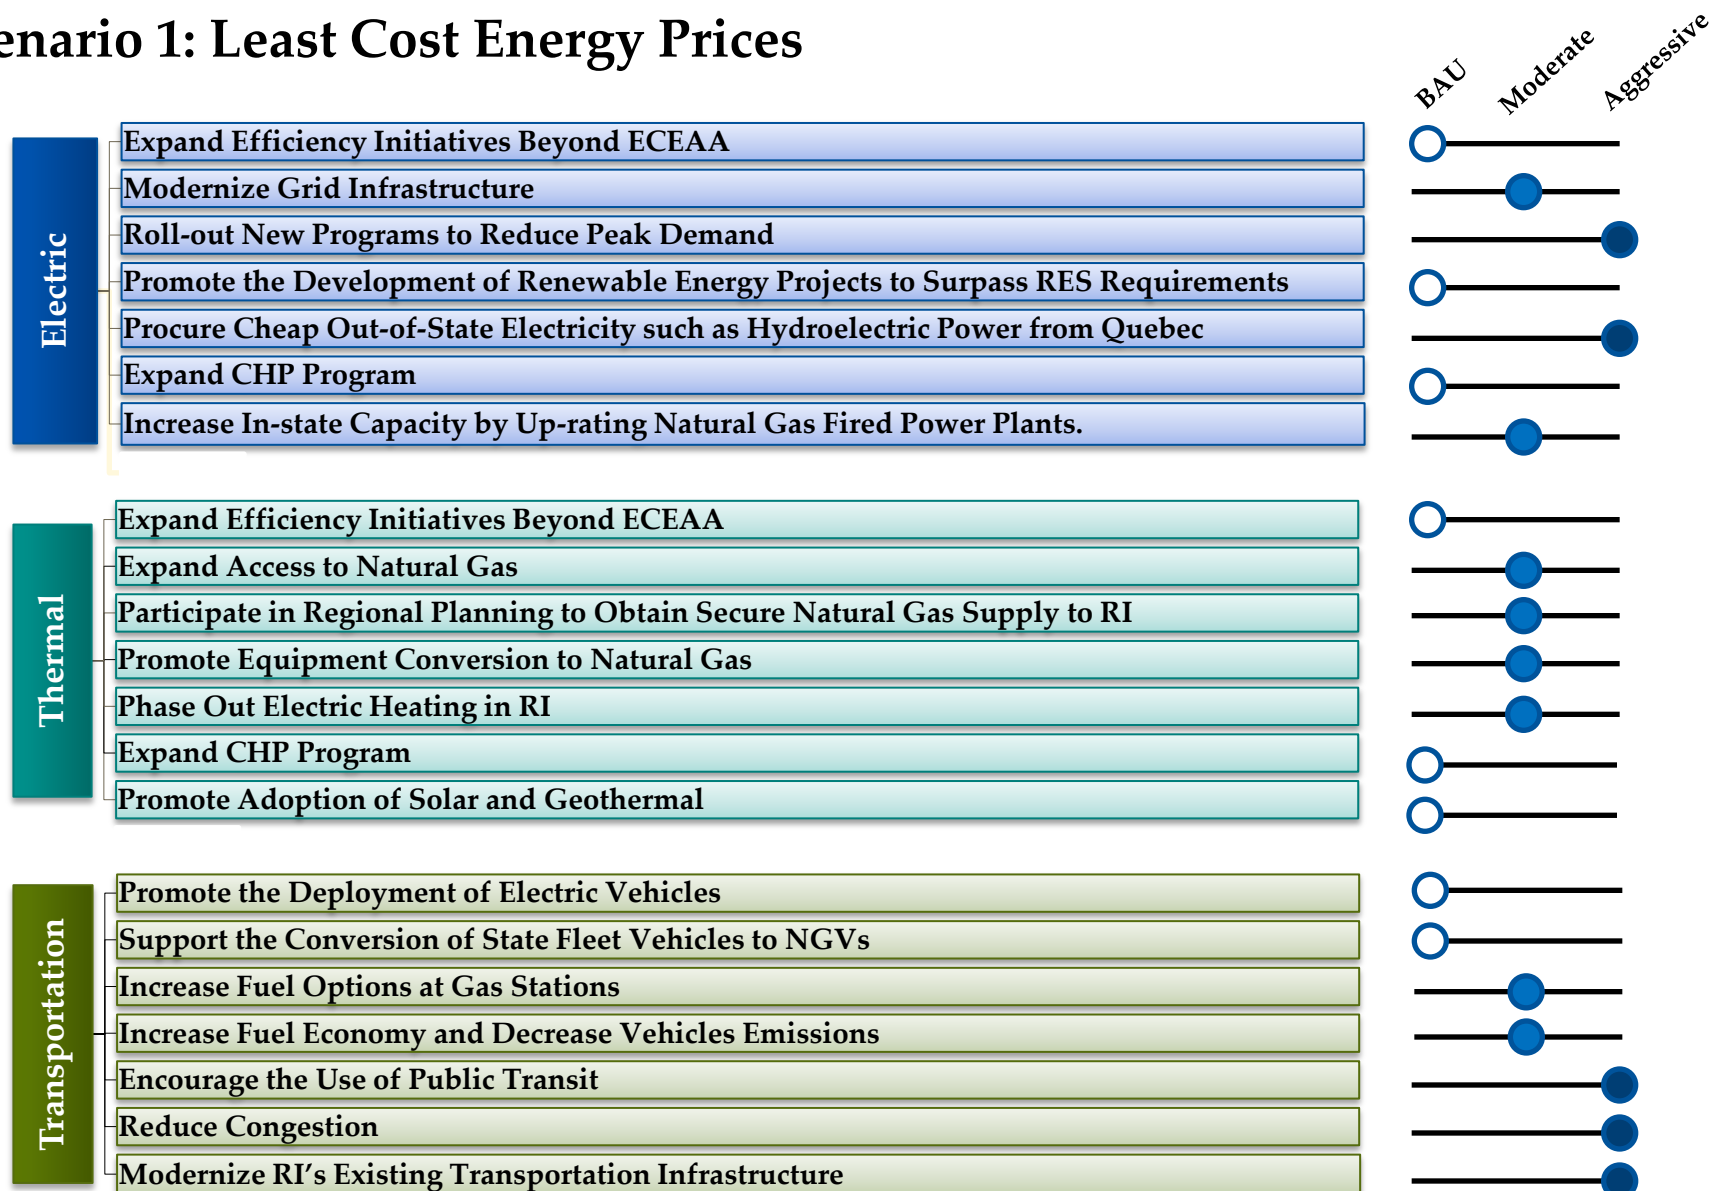 enario 1: Least Cost Energy Prices
BAU
Moderate
Aggressive
Electric
Expand Efficiency Initiatives Beyond ECEAA
Modernize Grid Infrastructure
Roll-out New Programs to Reduce Peak Demand
Promote the Development of Renewable Energy Projects to Surpass RES Requirements
Procure Cheap Out-of-State Electricity such as Hydroelectric Power from Quebec
Expand CHP Program
Increase In-state Capacity by Up-rating Natural Gas Fired Power Plants.
Thermal
Expand Efficiency Initiatives Beyond ECEAA
Expand Access to Natural Gas
Participate in Regional Planning to Obtain Secure Natural Gas Supply to RI
Promote Equipment Conversion to Natural Gas
Phase Out Electric Heating in RI
Expand CHP Program
Promote Adoption of Solar and Geothermal
Transportation
Promote the Deployment of Electric Vehicles
Support the Conversion of State Fleet Vehicles to NGVs
Increase Fuel Options at Gas Stations
Increase Fuel Economy and Decrease Vehicles Emissions
Encourage the Use of Public Transit
Reduce Congestion
Modernize RI’s Existing Transportation Infrastructure